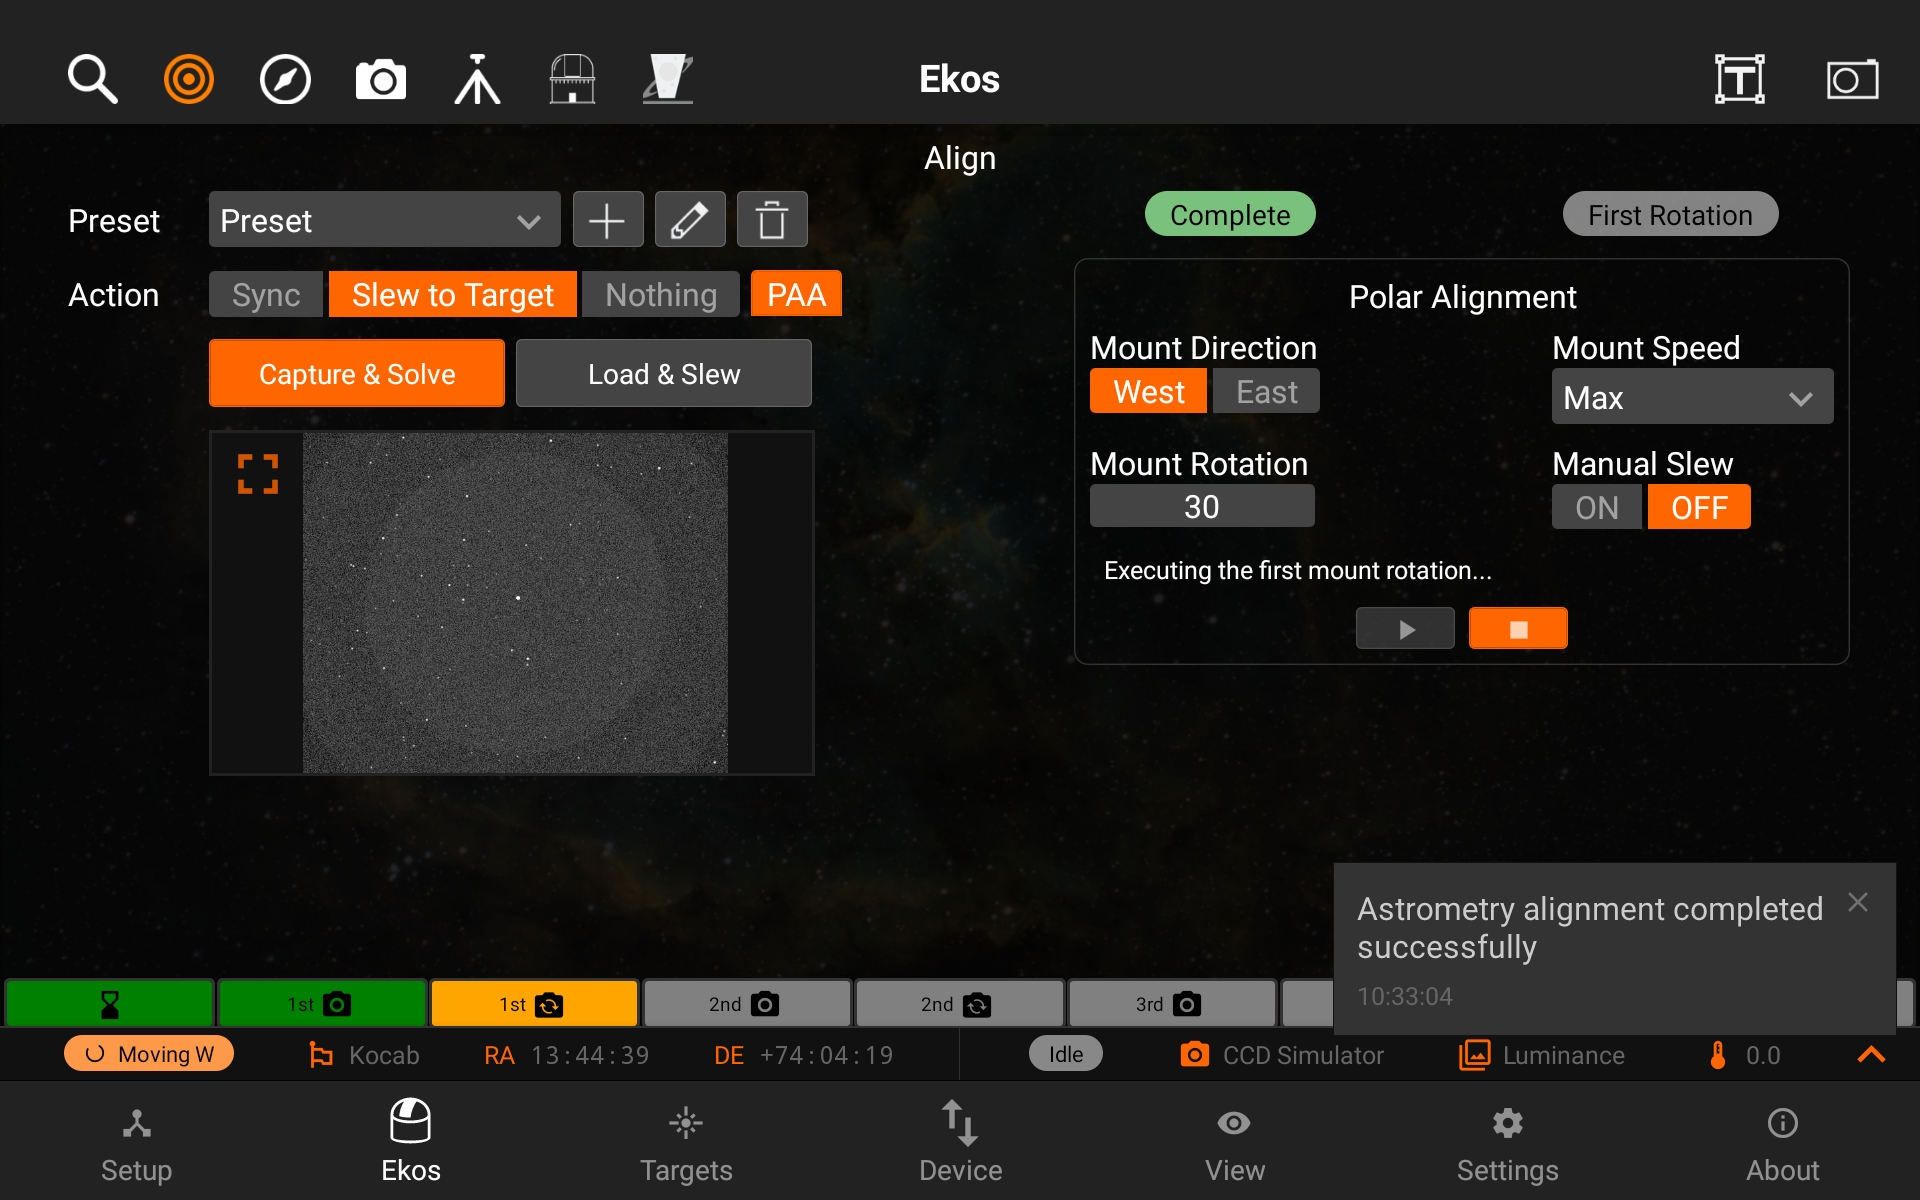 Ekos
Align
Preset
Preset
Complete
First Rotation
Action
Sync
Slew to Target
Nothing
PAA
Capture & Solve
Load & Slew
Polar Alignment
Mount Direction
Mount Speed
West
East
Max
Mount Rotation
Manual Slew
30
ON
OFF
Executing the first mount rotation...
Astrometry alignment completed
successfully
10:33:04
1st
1st
2nd
2nd
3rd
Moving W
Kocab
RA 13:44:39
DE +74:04:19
Idle
CCD Simulator
Luminance
0.0
Setup
Ekos
Targets
Device
View
Settings
About